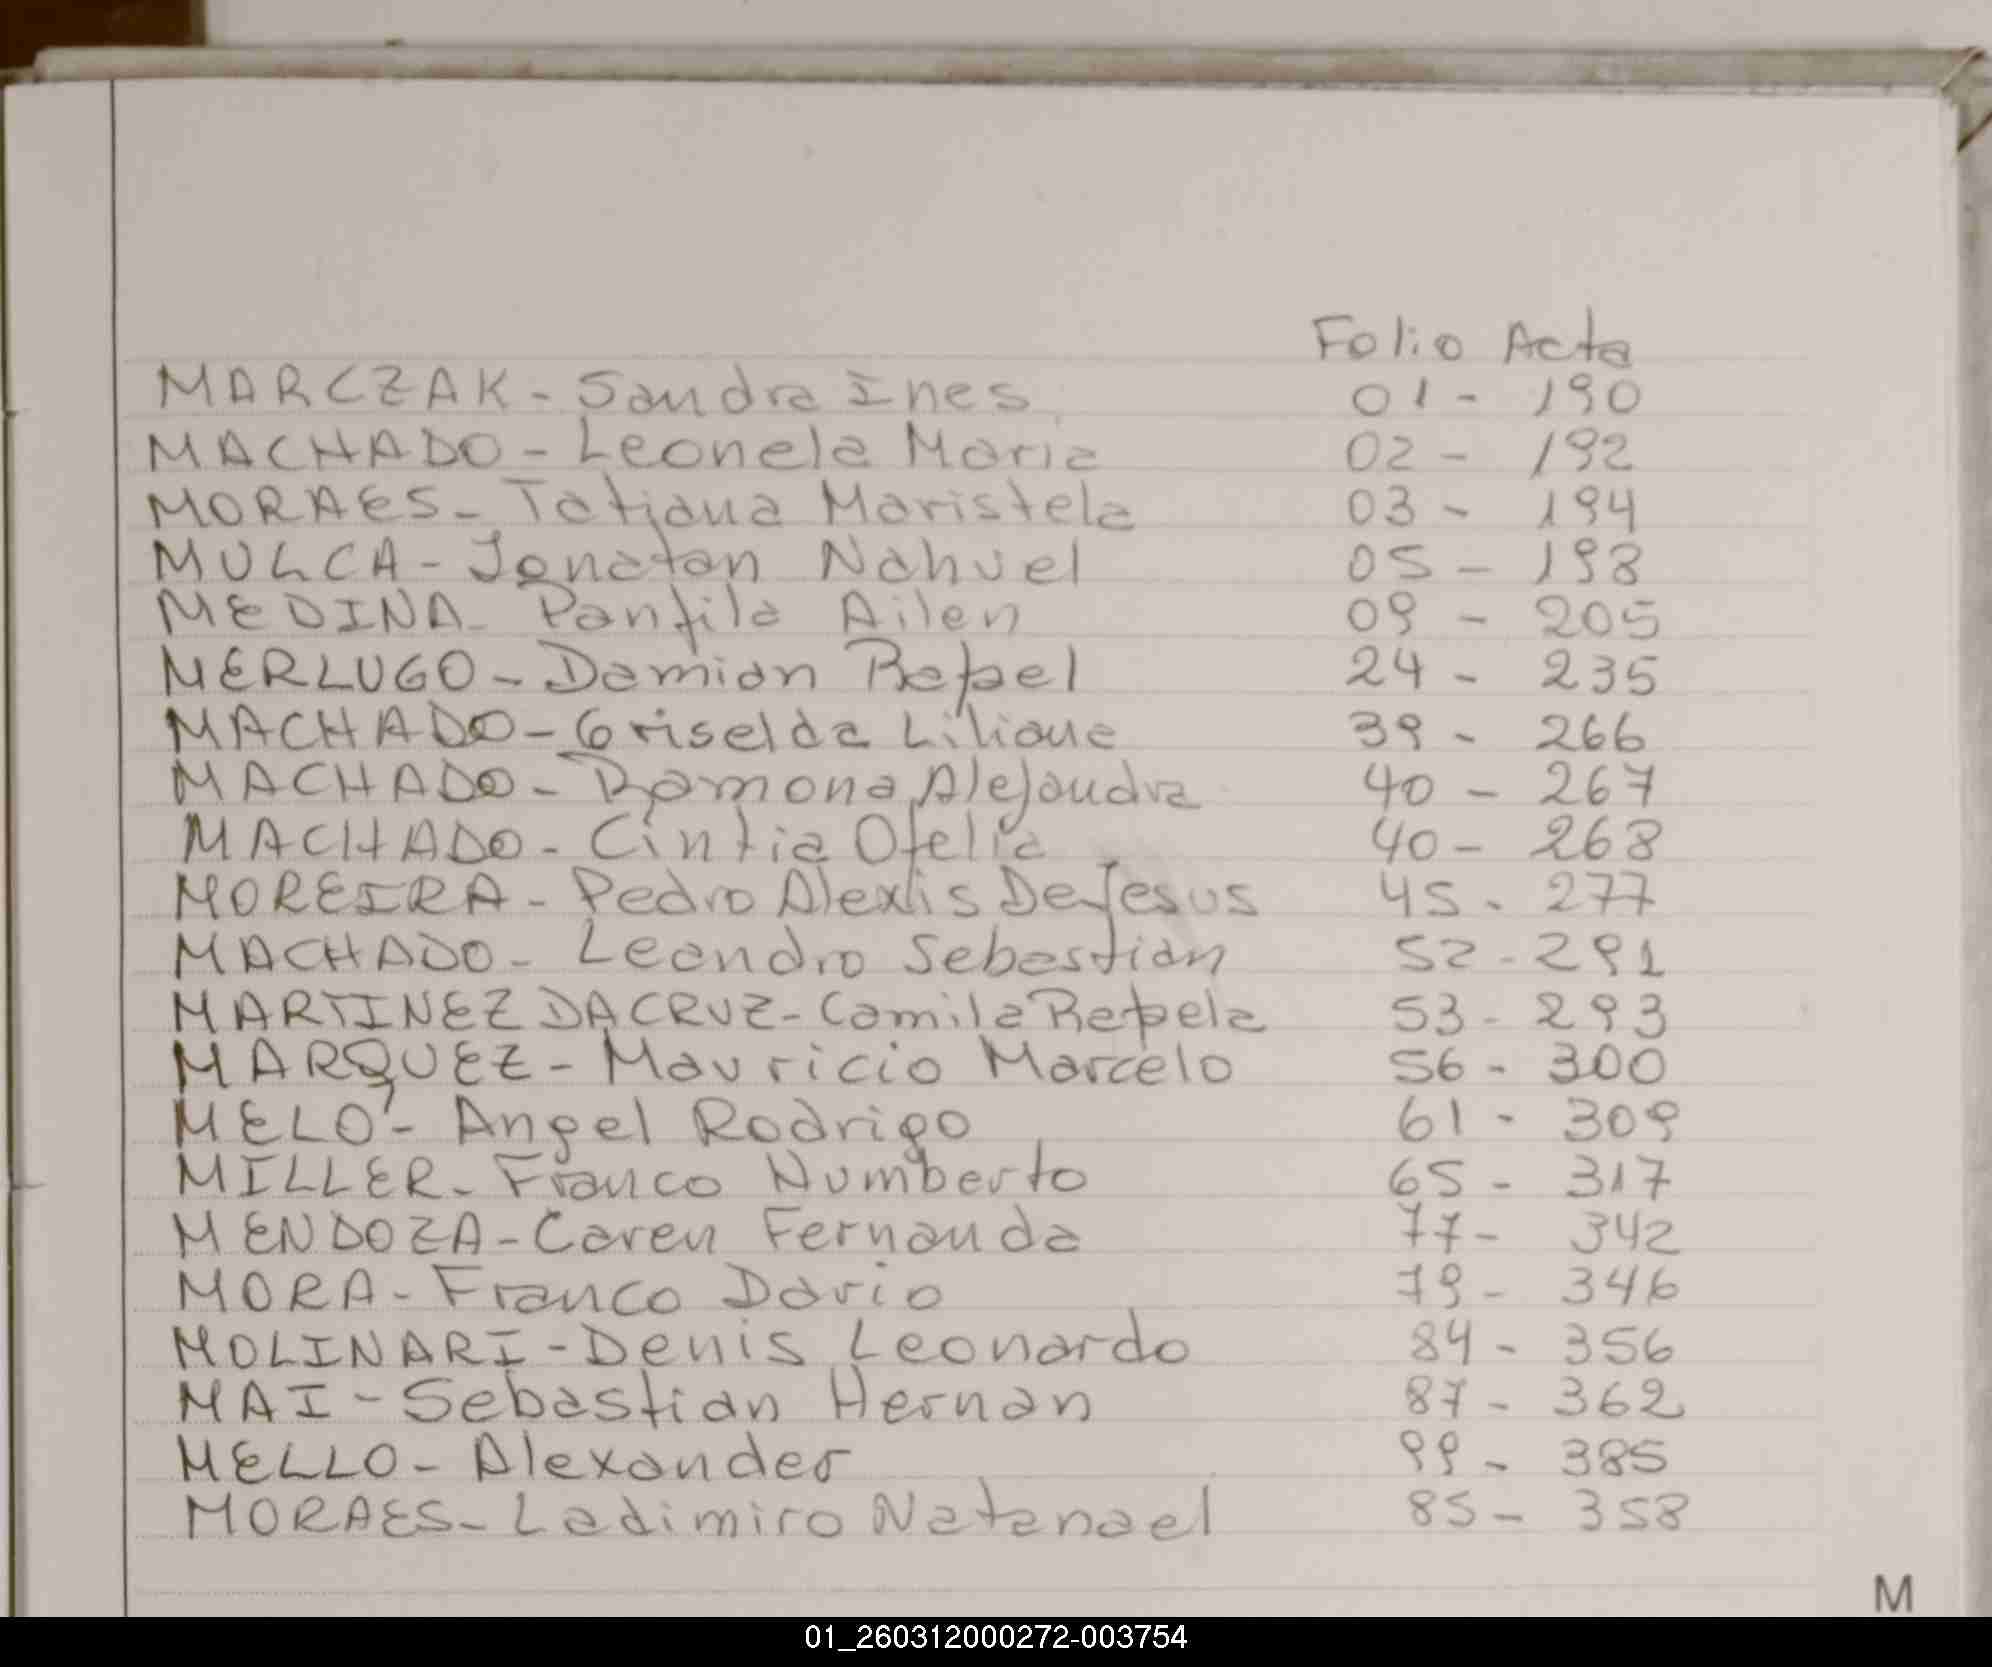 Folio Acta
MARCZAK - Sandra Ines 01 - 190
MACHADO - Leonela Maria 02 - 192
MORAES - Tatiana Maristela 03 - 194
MULCA - Jonatan Nahuel 05 - 198
MEDINA - Panfila Ailen 09 - 205
MERLUGO - Damian Rafael 24 - 235
MACHADO - Griselda Liliana 39 - 266
MACHADO - Ramona Alejandra 40 - 267
MACHADO - Cintia Ofelia 40 - 268
MOREIRA - Pedro Alexis De Jesus 45 - 277
MACHADO - Leandro Sebastian 52 - 291
MARTINEZ DA CRUZ - Camila Rafaela 53 - 293
MARQUEZ - Mauricio Marcelo 56 - 300
MELO - Angel Rodrigo 61 - 309
MILLER - Franco Humberto 65 - 317
MENDOZA - Caren Fernanda 77 - 342
MORA - Franco Dario 79 - 346
MOLINARI - Denis Leonardo 84 - 356
MAI - Sebastian Hernan 87 - 362
MELLO - Alexander 99 - 385
MORAES - Ladimiro Natanael 85 - 358
M
01_260312000272-003754